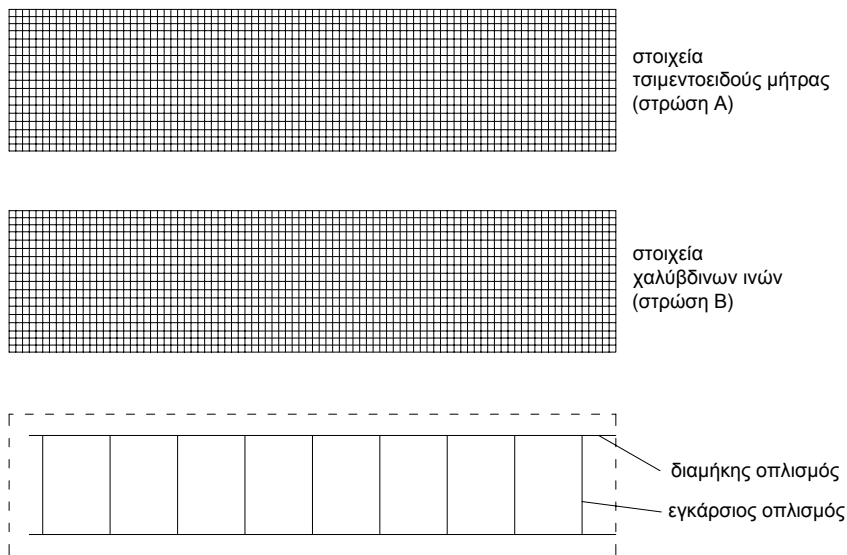 στοιχεία
τσιμεντοειδούς μήτρας
(στρώση Α)
στοιχεία
χαλύβδινων ινών
(στρώση Β)
διαμήκης οπλισμός
εγκάρσιος οπλισμός